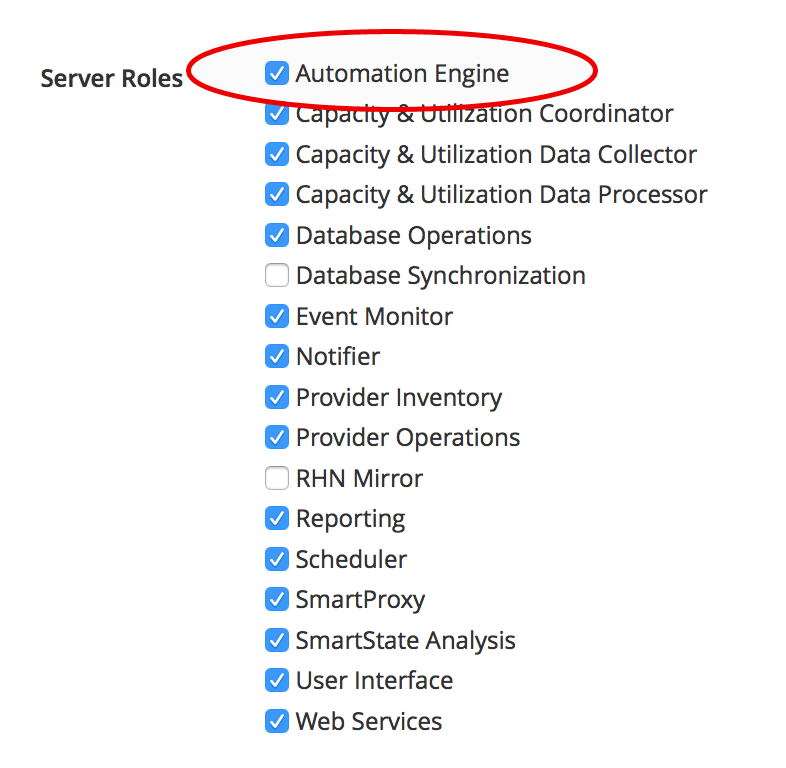 Server Roles
Automation Engine
Capacity & Utilization Coordinator
Capacity & Utilization Data Collector
Capacity & Utilization Data Processor
Database Operations
Database Synchronization
Event Monitor
Notifier
Provider Inventory
Provider Operations
RHN Mirror
Reporting
Scheduler
SmartProxy
SmartState Analysis
User Interface
Web Services